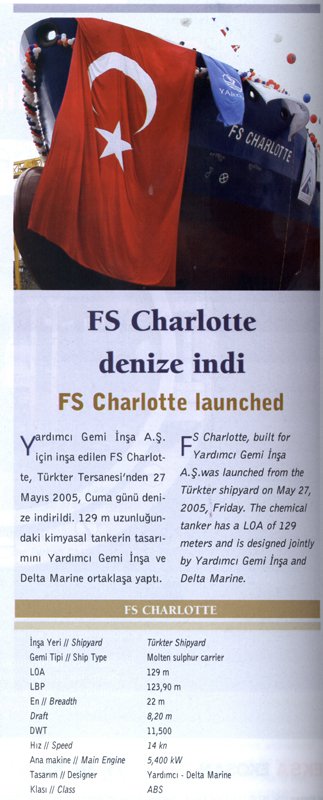 FS CHARLOTTE
FS Charlotte
denize indi
FS Charlotte launched
Yardımcı Gemi İnşa A.Ş.
için inşa edilen FS Charlot-
te, Türkter Tersanesi'nden 27
Mayıs 2005, Cuma günü deni-
ze indirildi. 129 m uzunluğun-
daki kimyasal tankerin tasarı-
mını Yardımcı Gemi İnşa ve
Delta Marine ortaklaşa yaptı.
FS Charlotte, built for
Yardımcı Gemi İnşa
A.Ş.was launched from the
Türkter shipyard on May 27,
2005, Friday. The chemical
tanker has a LOA of 129
meters and is designed jointly
by Yardımcı Gemi İnşa and
Delta Marine.
FS CHARLOTTE
İnşa Yeri // Shipyard Türkter Shipyard
Gemi Tipi // Ship Type Molten sulphur carrier
LOA 129 m
LBP 123,90 m
En // Breadth 22 m
Draft 8,20 m
DWT 11,500
Hız // Speed 14 kn
Ana makine // Main Engine 5,400 kW
Tasarım // Designer Yardımcı - Delta Marine
Klası // Class ABS